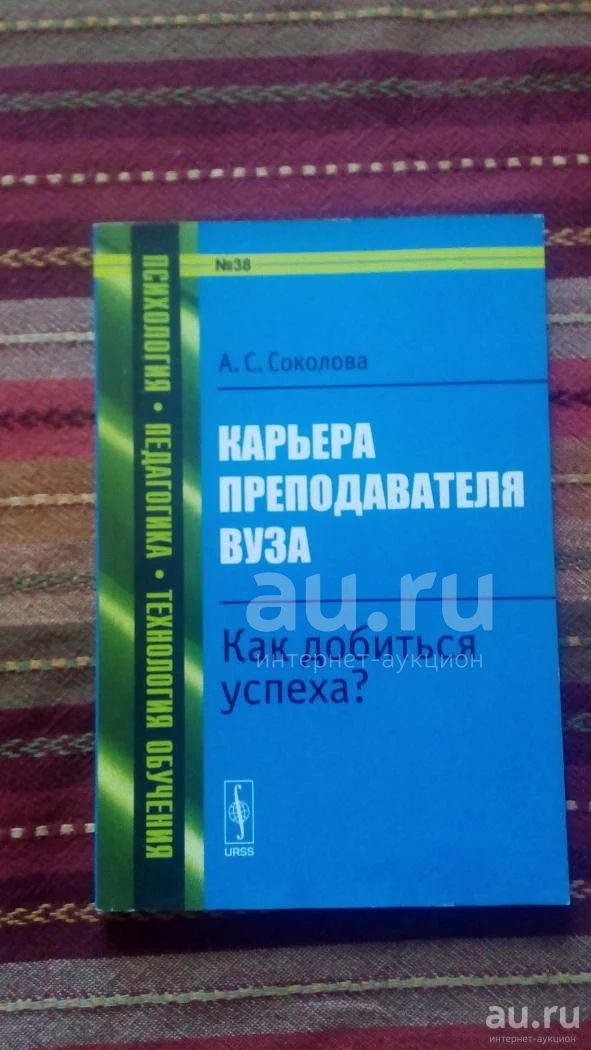 №38
А. С. Соколова
КАРЬЕРА
ПРЕПОДАВАТЕЛЯ
ВУЗА
Как добиться
успеха?
URSS
ПСИХОЛОГИЯ • ПЕДАГОГИКА • ТЕХНОЛОГИЯ ОБУЧЕНИЯ
au.ru
интернет-аукцион
au.ru
интернет-аукцион